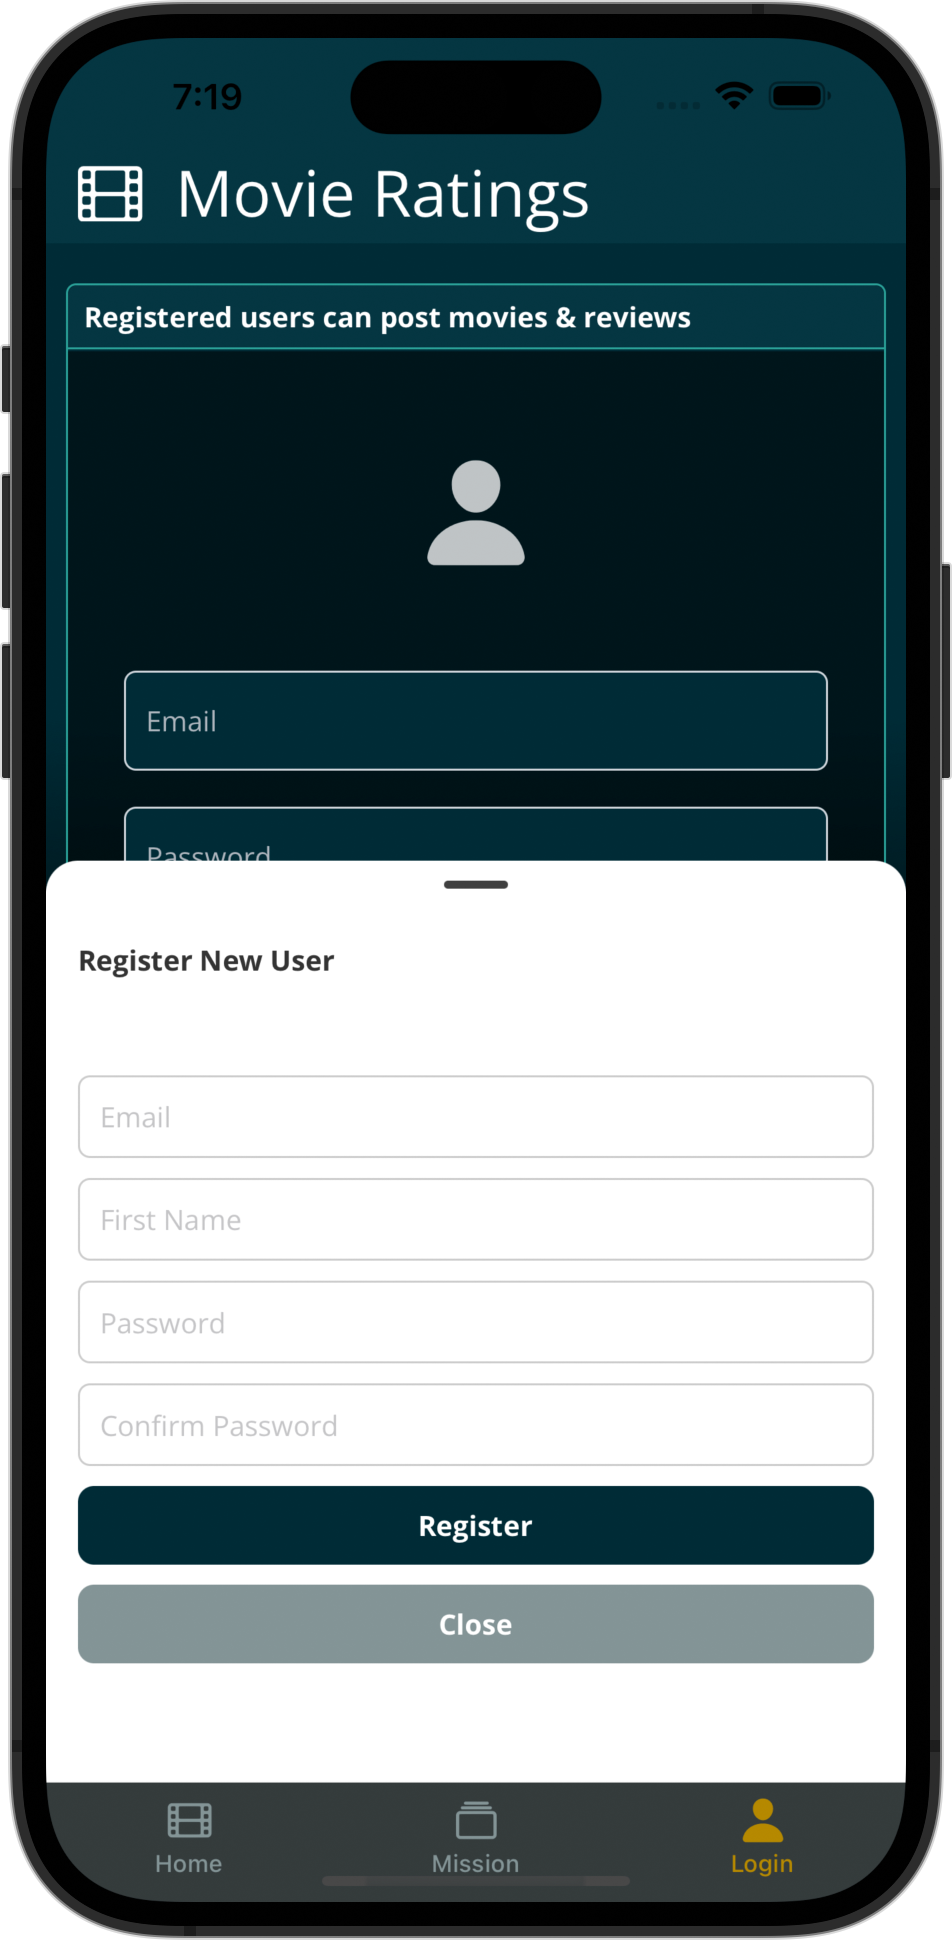 7:19
Movie Ratings
Registered users can post movies & reviews
Email
Password
Register New User
Email
First Name
Password
Confirm Password
Register
Close
Home
Mission
Login